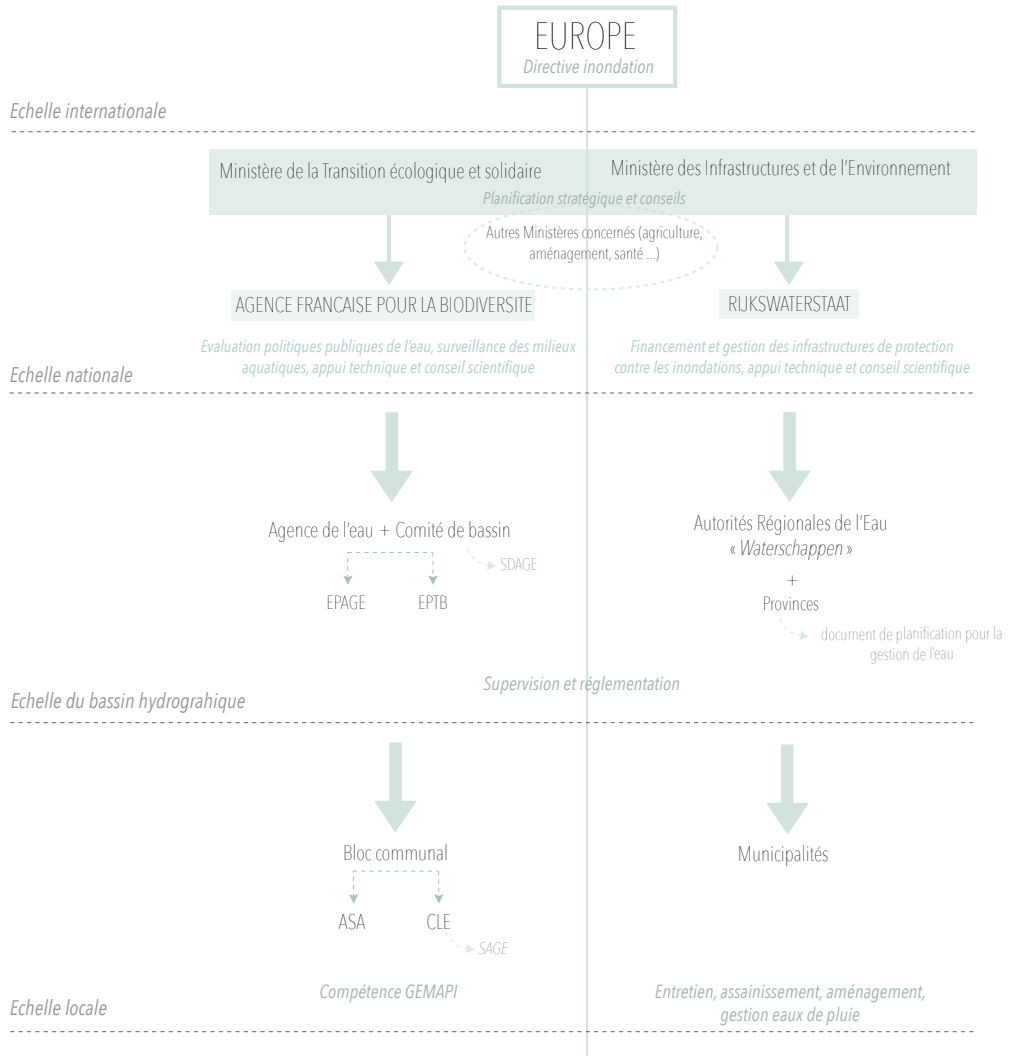 EUROPE
Directive inondation
Echelle internationale
Ministère de la Transition écologique et solidaire
Ministère des Infrastructures et de l'Environnement
Planification stratégique et conseils
Autres Ministères concernés (agriculture,
aménagement, santé ...)
AGENCE FRANCAISE POUR LA BIODIVERSITE
RIJKSWATERSTAAT
Evaluation politiques publiques de l'eau, surveillance des milieux
aquatiques, appui technique et conseil scientifique
Financement et gestion des infrastructures de protection
contre les inondations, appui technique et conseil scientifique
Echelle nationale
Agence de l'eau + Comité de bassin
SDAGE
EPAGE
EPTB
Autorités Régionales de l'Eau
« Waterschappen »
+
Provinces
document de planification pour la
gestion de l'eau
Supervision et réglementation
Echelle du bassin hydrograhique
Bloc communal
ASA
CLE
SAGE
Municipalités
Compétence GEMAPI
Entretien, assainissement, aménagement,
gestion eaux de pluie
Echelle locale